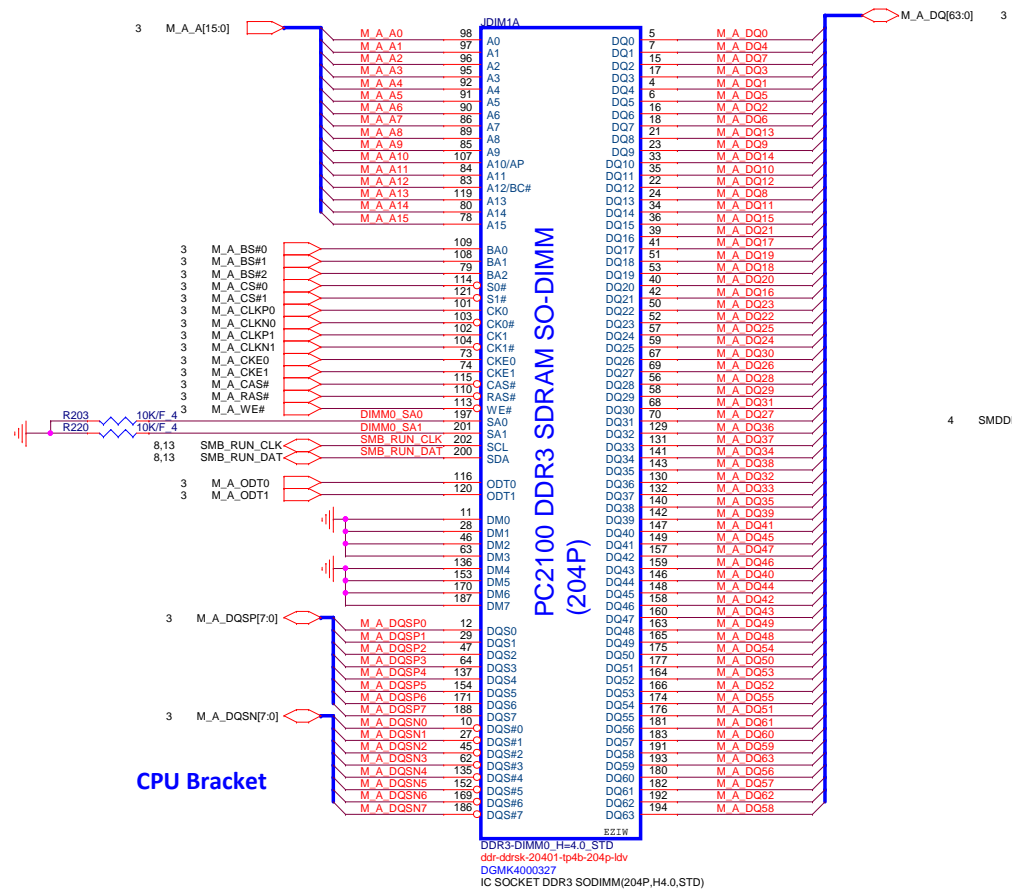 JDIM1A
3 M_A_A[15:0]
M_A_A0 98 A0
M_A_A1 97 A1
M_A_A2 96 A2
M_A_A3 95 A3
M_A_A4 92 A4
M_A_A5 91 A5
M_A_A6 90 A6
M_A_A7 86 A7
M_A_A8 89 A8
M_A_A9 85 A9
M_A_A10 107 A10/AP
M_A_A11 84 A11
M_A_A12 83 A12/BC#
M_A_A13 119 A13
M_A_A14 80 A14
M_A_A15 78 A15
3 M_A_BS#0 109 BA0
3 M_A_BS#1 108 BA1
3 M_A_BS#2 79 BA2
3 M_A_CS#0 114 S0#
3 M_A_CS#1 121 S1#
3 M_A_CLKP0 101 CK0
3 M_A_CLKN0 103 CK0#
3 M_A_CLKP1 102 CK1
3 M_A_CLKN1 104 CK1#
3 M_A_CKE0 73 CKE0
3 M_A_CKE1 74 CKE1
3 M_A_CAS# 115 CAS#
3 M_A_RAS# 110 RAS#
3 M_A_WE# 113 WE#
R203 10K/F_4 DIMM0_SA0 197 SA0
R220 10K/F_4 DIMM0_SA1 201 SA1
8,13 SMB_RUN_CLK SMB_RUN_CLK 202 SCL
8,13 SMB_RUN_DAT SMB_RUN_DAT 200 SDA
3 M_A_ODT0 116 ODT0
3 M_A_ODT1 120 ODT1
11 DM0
28 DM1
46 DM2
63 DM3
136 DM4
153 DM5
170 DM6
187 DM7
3 M_A_DQSP[7:0]
M_A_DQSP0 12 DQS0
M_A_DQSP1 29 DQS1
M_A_DQSP2 47 DQS2
M_A_DQSP3 64 DQS3
M_A_DQSP4 137 DQS4
M_A_DQSP5 154 DQS5
M_A_DQSP6 171 DQS6
M_A_DQSP7 188 DQS7
3 M_A_DQSN[7:0]
M_A_DQSN0 10 DQS#0
M_A_DQSN1 27 DQS#1
M_A_DQSN2 45 DQS#2
M_A_DQSN3 62 DQS#3
M_A_DQSN4 135 DQS#4
M_A_DQSN5 152 DQS#5
M_A_DQSN6 169 DQS#6
M_A_DQSN7 186 DQS#7
CPU Bracket
PC2100 DDR3 SDRAM SO-DIMM
(204P)
M_A_DQ[63:0] 3
DQ0 5 M_A_DQ0
DQ1 7 M_A_DQ4
DQ2 15 M_A_DQ7
DQ3 17 M_A_DQ3
DQ4 4 M_A_DQ1
DQ5 6 M_A_DQ5
DQ6 16 M_A_DQ2
DQ7 18 M_A_DQ6
DQ8 21 M_A_DQ13
DQ9 23 M_A_DQ9
DQ10 33 M_A_DQ14
DQ11 35 M_A_DQ10
DQ12 22 M_A_DQ12
DQ13 24 M_A_DQ8
DQ14 34 M_A_DQ11
DQ15 36 M_A_DQ15
DQ16 39 M_A_DQ21
DQ17 41 M_A_DQ17
DQ18 51 M_A_DQ19
DQ19 53 M_A_DQ18
DQ20 40 M_A_DQ20
DQ21 42 M_A_DQ16
DQ22 50 M_A_DQ23
DQ23 52 M_A_DQ22
DQ24 57 M_A_DQ25
DQ25 59 M_A_DQ24
DQ26 67 M_A_DQ30
DQ27 69 M_A_DQ26
DQ28 56 M_A_DQ28
DQ29 58 M_A_DQ29
DQ30 68 M_A_DQ31
DQ31 70 M_A_DQ27
DQ32 129 M_A_DQ36
DQ33 131 M_A_DQ37
DQ34 141 M_A_DQ34
DQ35 143 M_A_DQ38
DQ36 130 M_A_DQ32
DQ37 132 M_A_DQ33
DQ38 140 M_A_DQ35
DQ39 142 M_A_DQ39
DQ40 147 M_A_DQ41
DQ41 149 M_A_DQ45
DQ42 157 M_A_DQ47
DQ43 159 M_A_DQ46
DQ44 146 M_A_DQ40
DQ45 148 M_A_DQ44
DQ46 158 M_A_DQ42
DQ47 160 M_A_DQ43
DQ48 163 M_A_DQ49
DQ49 165 M_A_DQ48
DQ50 175 M_A_DQ54
DQ51 177 M_A_DQ50
DQ52 164 M_A_DQ53
DQ53 166 M_A_DQ52
DQ54 174 M_A_DQ55
DQ55 176 M_A_DQ51
DQ56 181 M_A_DQ61
DQ57 183 M_A_DQ60
DQ58 191 M_A_DQ59
DQ59 193 M_A_DQ63
DQ60 180 M_A_DQ56
DQ61 182 M_A_DQ57
DQ62 192 M_A_DQ62
DQ63 194 M_A_DQ58
4 SMDD
EZIW
DDR3-DIMM0_H=4.0_STD
ddr-ddrsk-20401-tp4b-204p-ldv
DGMK4000327
IC SOCKET DDR3 SODIMM(204P,H4.0,STD)